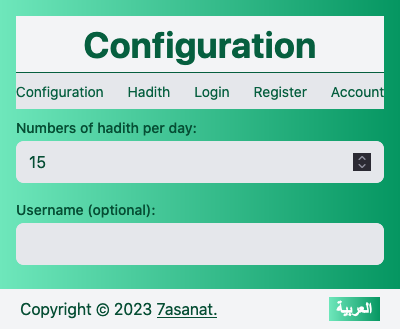 Configuration
Configuration Hadith Login Register Account
Numbers of hadith per day:
15
Username (optional):
Copyright © 2023 7asanat.
العربية